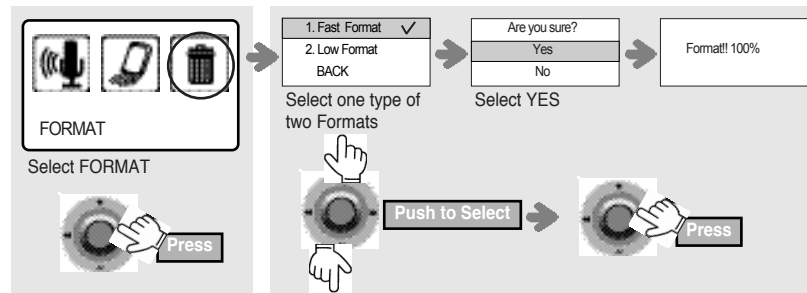 FORMAT
Select FORMAT
Press
1. Fast Format
2. Low Format
BACK
Select one type of
two Formats
Are you sure?
Yes
No
Select YES
Format!! 100%
Push to Select
Press